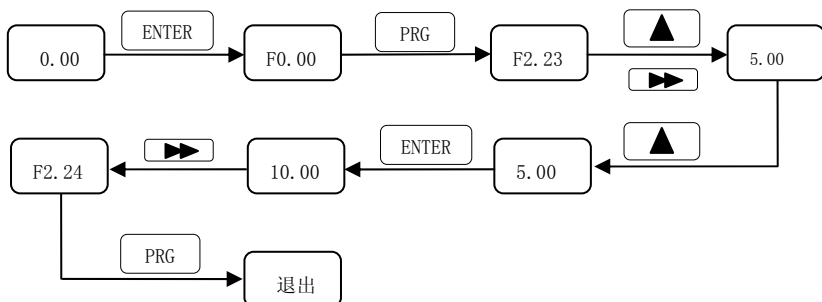 ENTER
PRG
0.00
F0.00
F2.23
5.00
ENTER
F2.24
10.00
5.00
PRG
退出